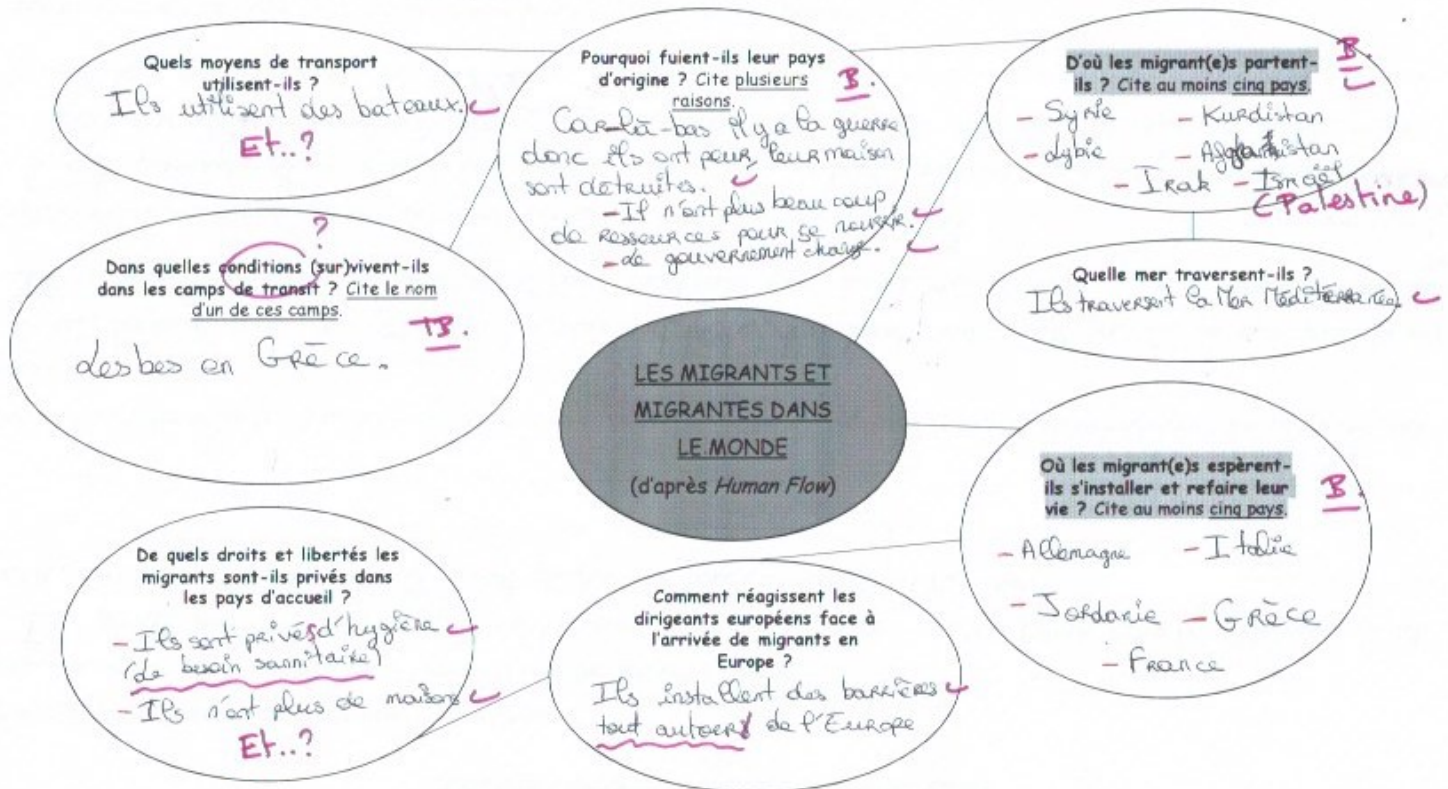 Quels moyens de transport
utilisent-ils ?
Ils utilisent des bateaux.
Et..?
Pourquoi fuient-ils leur pays
d'origine ? Cite plusieurs
raisons.
B.
Car là-bas il y a la guerre
donc ils ont peur, leur maison
sont detruites.
- Il n'ont plus beaucoup
de ressources pour se nourrir.
- Le gouvernement change.
D'où les migrant(e)s partent-
ils ? Cite au moins cinq pays.
B.
- Syrie - Kurdistan
- Lybie - Afghanistan
- Irak - Israël
(Palestine)
?
Dans quelles conditions (sur)vivent-ils
dans les camps de transit ? Cite le nom
d'un de ces camps.
TB.
Lesbos en Grèce.
Quelle mer traversent-ils ?
Ils traversent la Mer Méditerranée
LES MIGRANTS ET
MIGRANTES DANS
LE MONDE
(d'après Human Flow)
Où les migrant(e)s espèrent-
ils s'installer et refaire leur
vie ? Cite au moins cinq pays.
B.
- Allemagne - Italie
- Jordanie - Grèce
- France
De quels droits et libertés les
migrants sont-ils privés dans
les pays d'accueil ?
- Ils sont privés d'hygiène
(de besoin sannitaire)
- Ils n'ont plus de maisons
Et..?
Comment réagissent les
dirigeants européens face à
l'arrivée de migrants en
Europe ?
Ils installent des barrières
tout autour de l'Europe